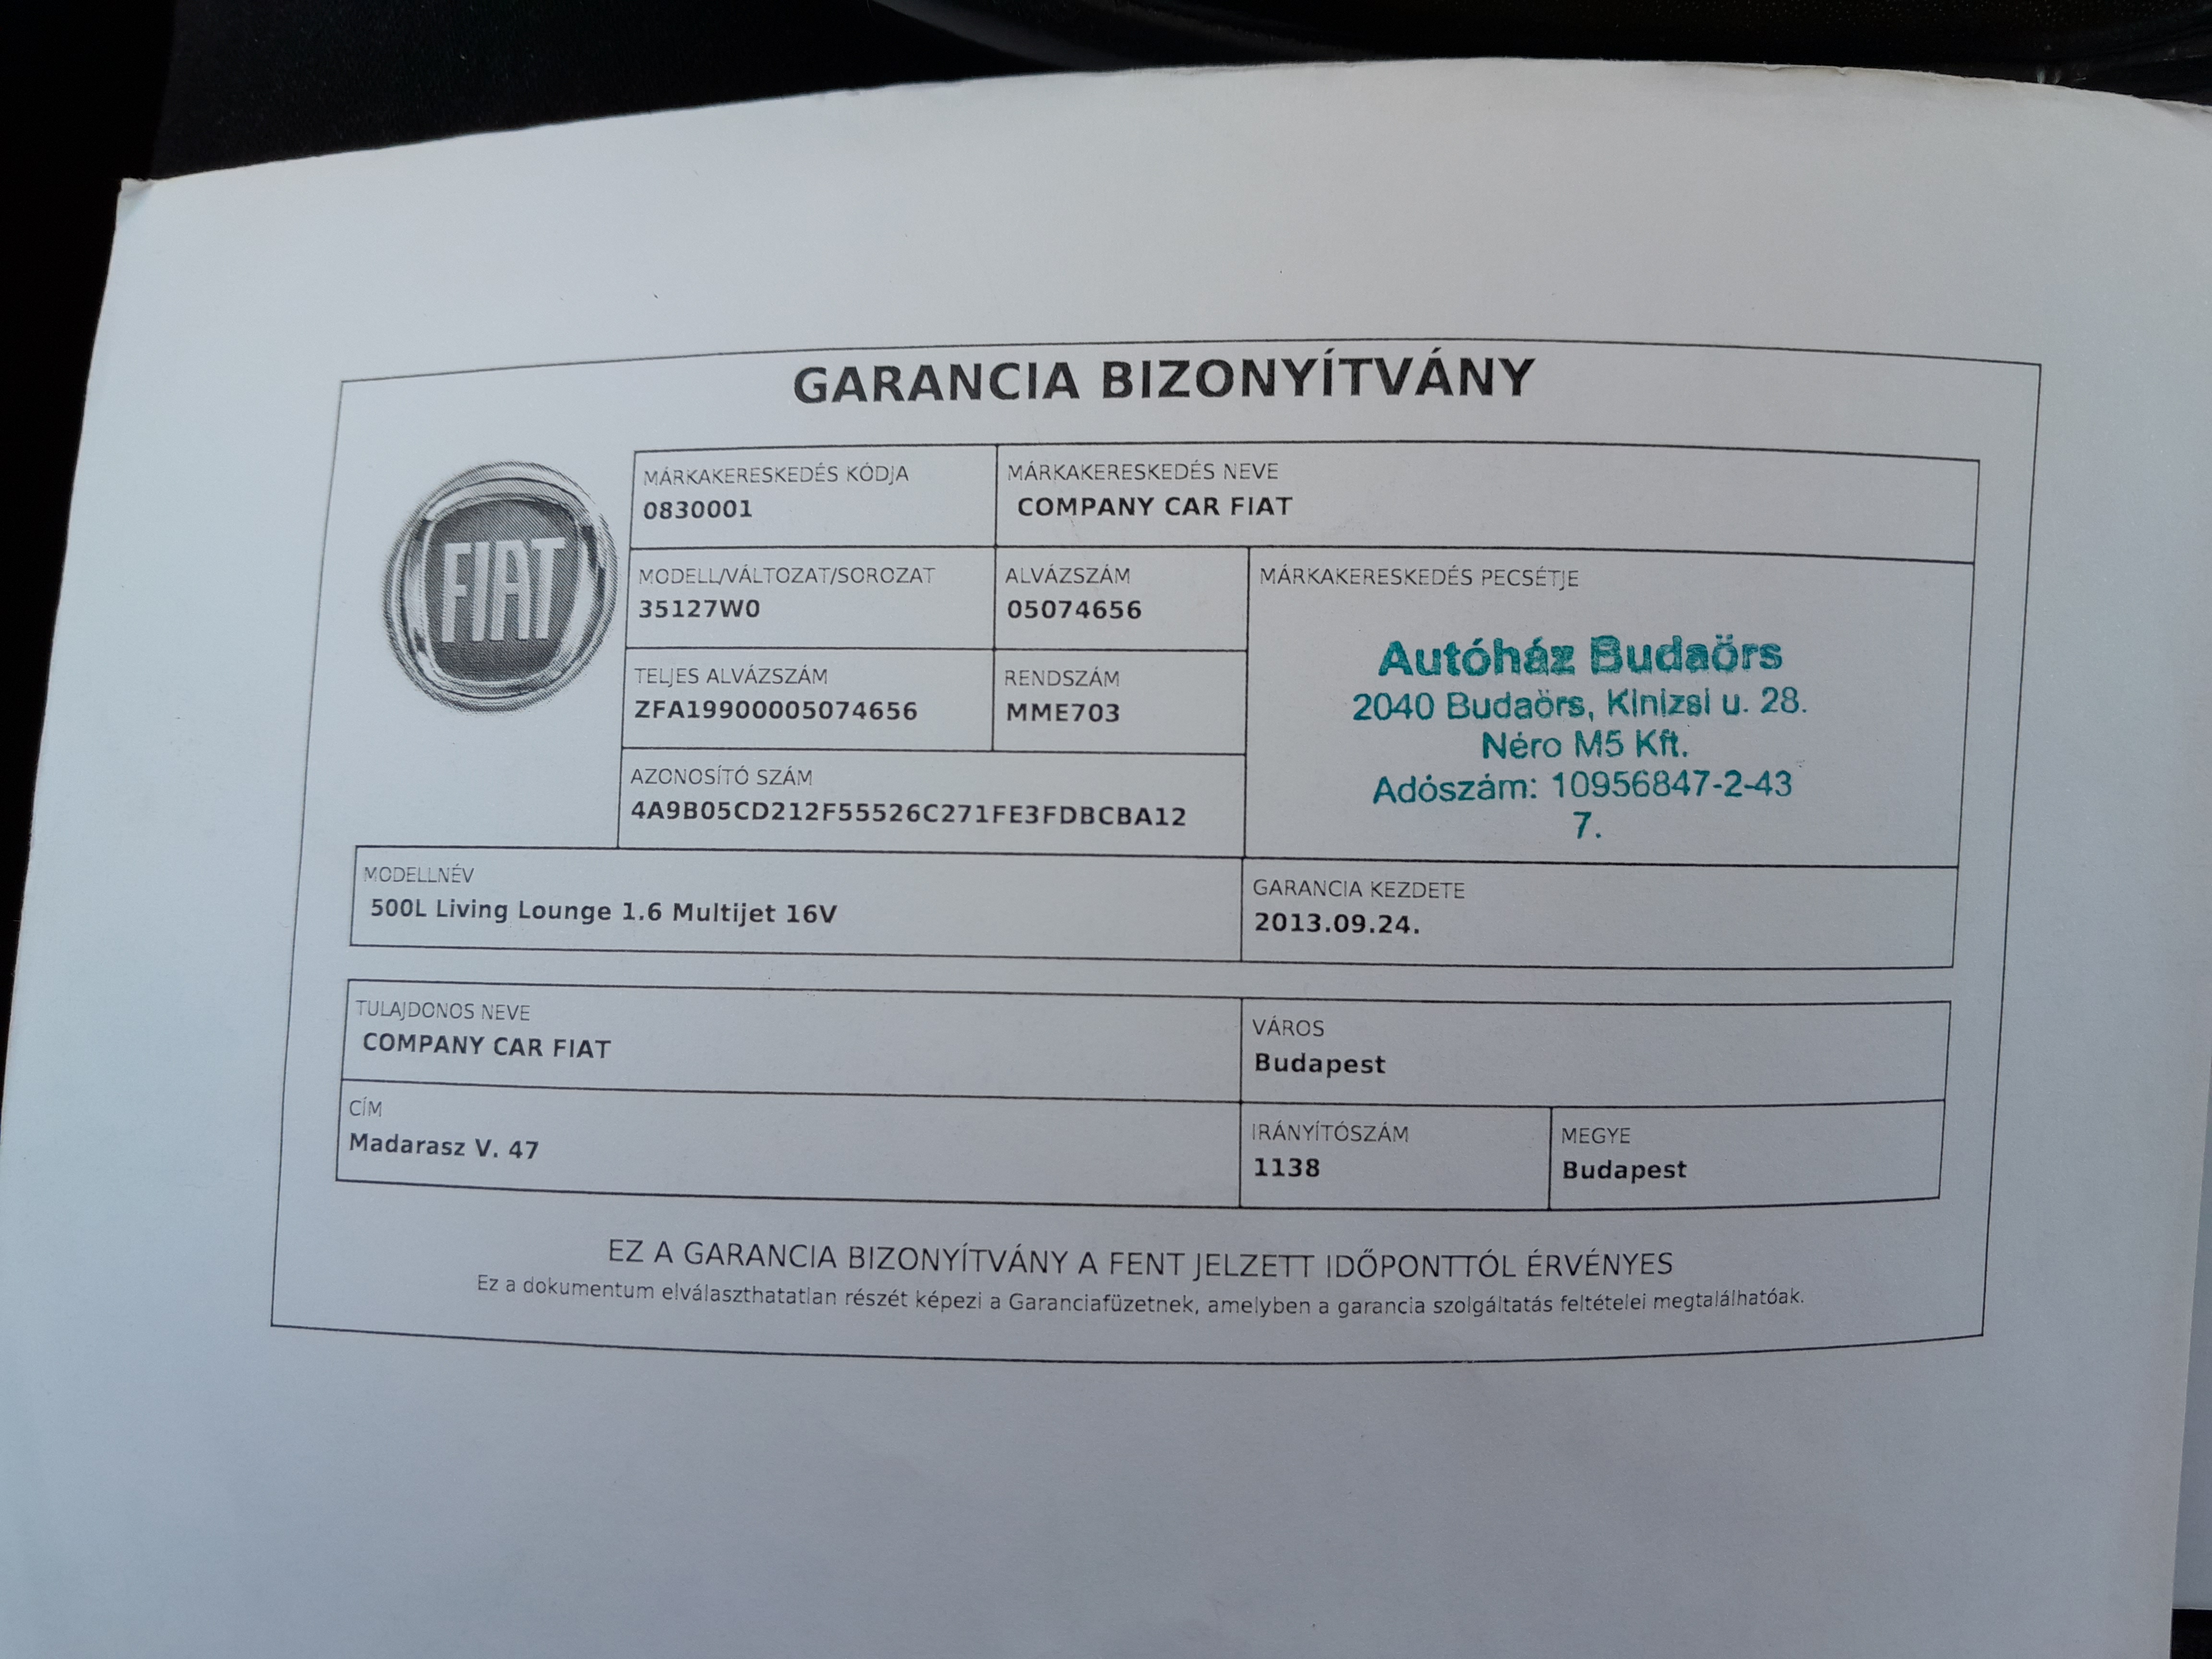 GARANCIA BIZONYÍTVÁNY
FIAT
MÁRKAKERESKEDÉS KÓDJA
0830001
MÁRKAKERESKEDÉS NEVE
COMPANY CAR FIAT
MODELL/VÁLTOZAT/SOROZAT
35127W0
ALVÁZSZÁM
05074656
MÁRKAKERESKEDÉS PECSÉTJE
Autóház Budaörs
2040 Budaörs, Kinizsi u. 28.
Néro M5 Kft.
Adószám: 10956847-2-43
7.
TELJES ALVÁZSZÁM
ZFA19900005074656
RENDSZÁM
MME703
AZONOSÍTÓ SZÁM
4A9B05CD212F55526C271FE3FDBCBA12
MODELLNÉV
500L Living Lounge 1.6 Multijet 16V
GARANCIA KEZDETE
2013.09.24.
TULAJDONOS NEVE
COMPANY CAR FIAT
VÁROS
Budapest
CÍM
Madarasz V. 47
IRÁNYÍTÓSZÁM
1138
MEGYE
Budapest
EZ A GARANCIA BIZONYÍTVÁNY A FENT JELZETT IDŐPONTTÓL ÉRVÉNYES
Ez a dokumentum elválaszthatatlan részét képezi a Garanciafüzetnek, amelyben a garancia szolgáltatás feltételei megtalálhatóak.